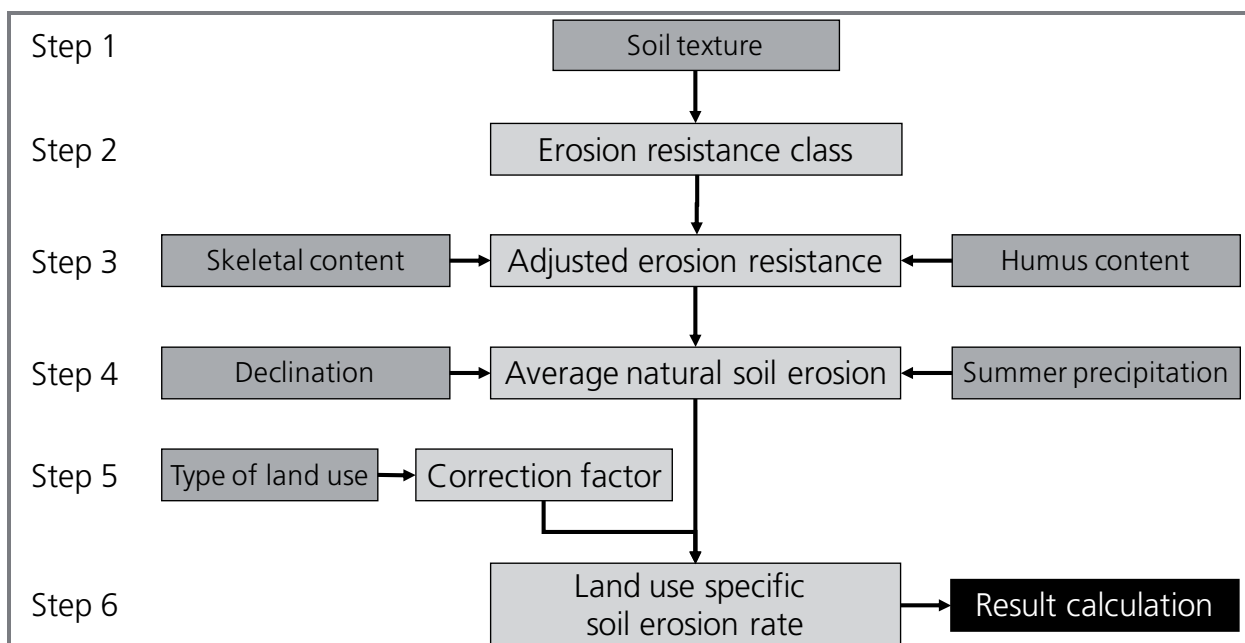 Step 1
Soil texture
Step 2
Erosion resistance class
Step 3
Skeletal content
Adjusted erosion resistance
Humus content
Step 4
Declination
Average natural soil erosion
Summer precipitation
Step 5
Type of land use
Correction factor
Step 6
Land use specific
soil erosion rate
Result calculation